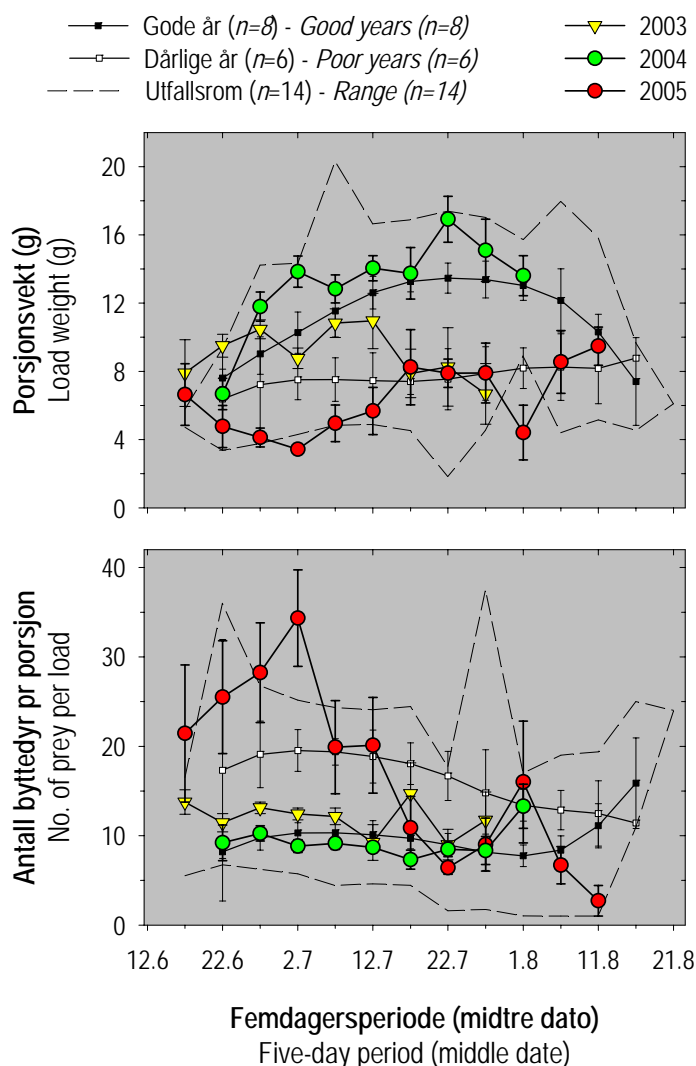 Gode år (n=8) - Good years (n=8)
Dårlige år (n=6) - Poor years (n=6)
Utfallsrom (n=14) - Range (n=14)
2003
2004
2005
Porsjonsvekt (g)
Load weight (g)
20
16
12
8
4
0
Antall byttedyr pr porsjon
No. of prey per load
40
30
20
10
0
12.6 22.6 2.7 12.7 22.7 1.8 11.8 21.8
Femdagersperiode (midtre dato)
Five-day period (middle date)